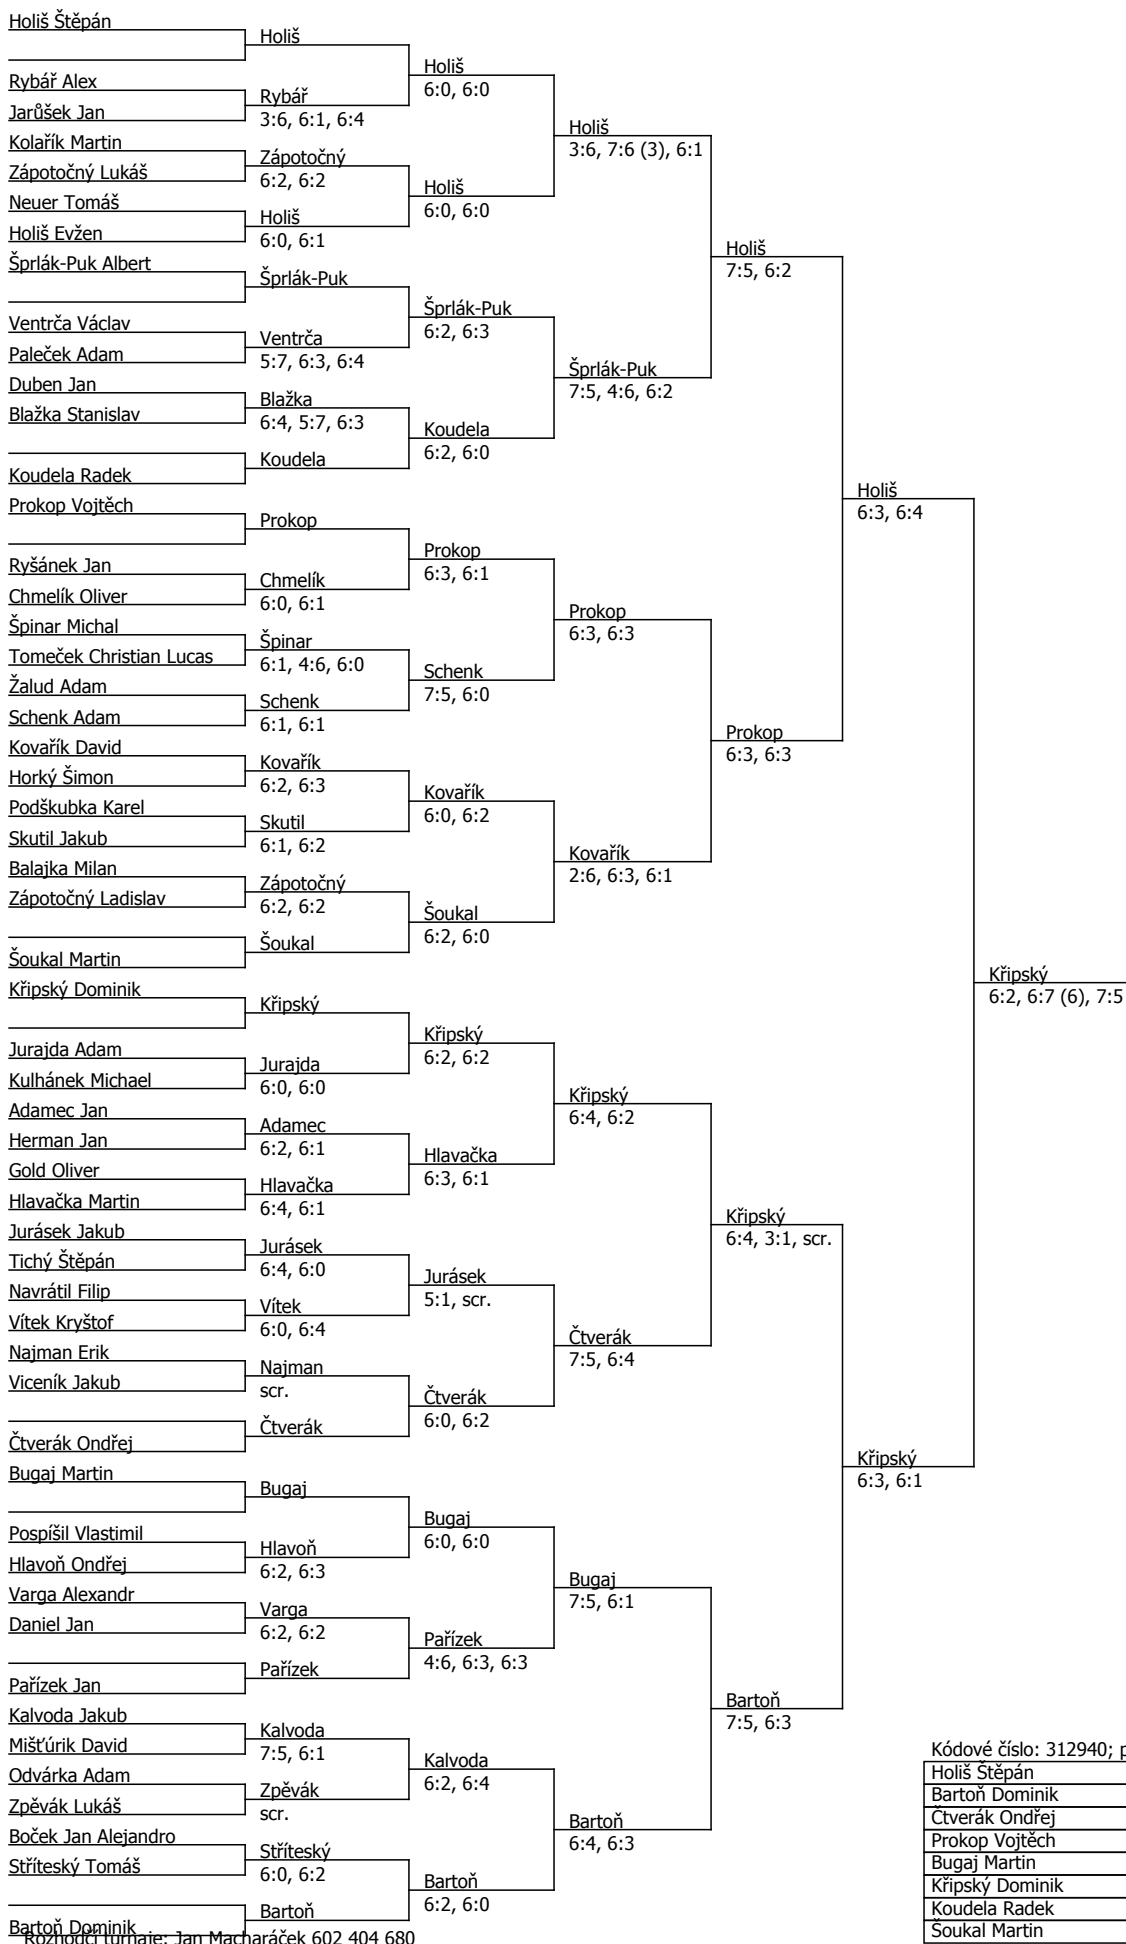 Holiš Štěpán
Rybář Alex
Jarůšek Jan
Kolařík Martin
Zápotočný Lukáš
Neuer Tomáš
Holiš Evžen
Šprlák-Puk Albert
Ventrča Václav
Paleček Adam
Duben Jan
Blažka Stanislav
Koudela Radek
Prokop Vojtěch
Ryšánek Jan
Chmelík Oliver
Špinar Michal
Tomeček Christian Lucas
Žalud Adam
Schenk Adam
Kovařík David
Horký Šimon
Podškubka Karel
Skutil Jakub
Balajka Milan
Zápotočný Ladislav
Šoukal Martin
Křipský Dominik
Jurajda Adam
Kulhánek Michael
Adamec Jan
Herman Jan
Gold Oliver
Hlavačka Martin
Jurásek Jakub
Tichý Štěpán
Navrátil Filip
Vítek Kryštof
Najman Erik
Viceník Jakub
Čtverák Ondřej
Bugaj Martin
Pospíšil Vlastimil
Hlavoň Ondřej
Varga Alexandr
Daniel Jan
Pařízek Jan
Kalvoda Jakub
Mišťúrik David
Odvárka Adam
Zpěvák Lukáš
Boček Jan Alejandro
Stříteský Tomáš
Bartoň Dominik
Holiš
Rybář
3:6, 6:1, 6:4
Zápotočný
6:2, 6:2
Holiš
6:0, 6:1
Šprlák-Puk
Ventrča
5:7, 6:3, 6:4
Blažka
6:4, 5:7, 6:3
Koudela
Prokop
Chmelík
6:0, 6:1
Špinar
6:1, 4:6, 6:0
Schenk
6:1, 6:1
Kovařík
6:2, 6:3
Skutil
6:1, 6:2
Zápotočný
6:2, 6:2
Šoukal
Křipský
Jurajda
6:0, 6:0
Adamec
6:2, 6:1
Hlavačka
6:4, 6:1
Jurásek
6:4, 6:0
Vítek
6:0, 6:4
Najman
scr.
Čtverák
Bugaj
Hlavoň
6:2, 6:3
Varga
6:2, 6:2
Pařízek
Kalvoda
7:5, 6:1
Zpěvák
scr.
Stříteský
6:0, 6:2
Bartoň
Holiš
6:0, 6:0
Holiš
6:0, 6:0
Šprlák-Puk
6:2, 6:3
Koudela
6:2, 6:0
Prokop
6:3, 6:1
Schenk
7:5, 6:0
Kovařík
6:0, 6:2
Šoukal
6:2, 6:0
Křipský
6:2, 6:2
Hlavačka
6:3, 6:1
Jurásek
5:1, scr.
Čtverák
6:0, 6:2
Bugaj
6:0, 6:0
Pařízek
4:6, 6:3, 6:3
Kalvoda
6:2, 6:4
Bartoň
6:2, 6:0
Holiš
3:6, 7:6 (3), 6:1
Šprlák-Puk
7:5, 4:6, 6:2
Prokop
6:3, 6:3
Kovařík
2:6, 6:3, 6:1
Křipský
6:4, 6:2
Čtverák
7:5, 6:4
Bugaj
7:5, 6:1
Bartoň
6:4, 6:3
Holiš
7:5, 6:2
Prokop
6:3, 6:3
Křipský
6:4, 3:1, scr.
Bartoň
7:5, 6:3
Holiš
6:3, 6:4
Křipský
6:3, 6:1
Křipský
6:2, 6:7 (6), 7:5
Kódové číslo: 312940; p
Holiš Štěpán
Bartoň Dominik
Čtverák Ondřej
Prokop Vojtěch
Bugaj Martin
Křipský Dominik
Koudela Radek
Šoukal Martin
Rozhodčí turnaje: Jan Macharáček 602 404 680